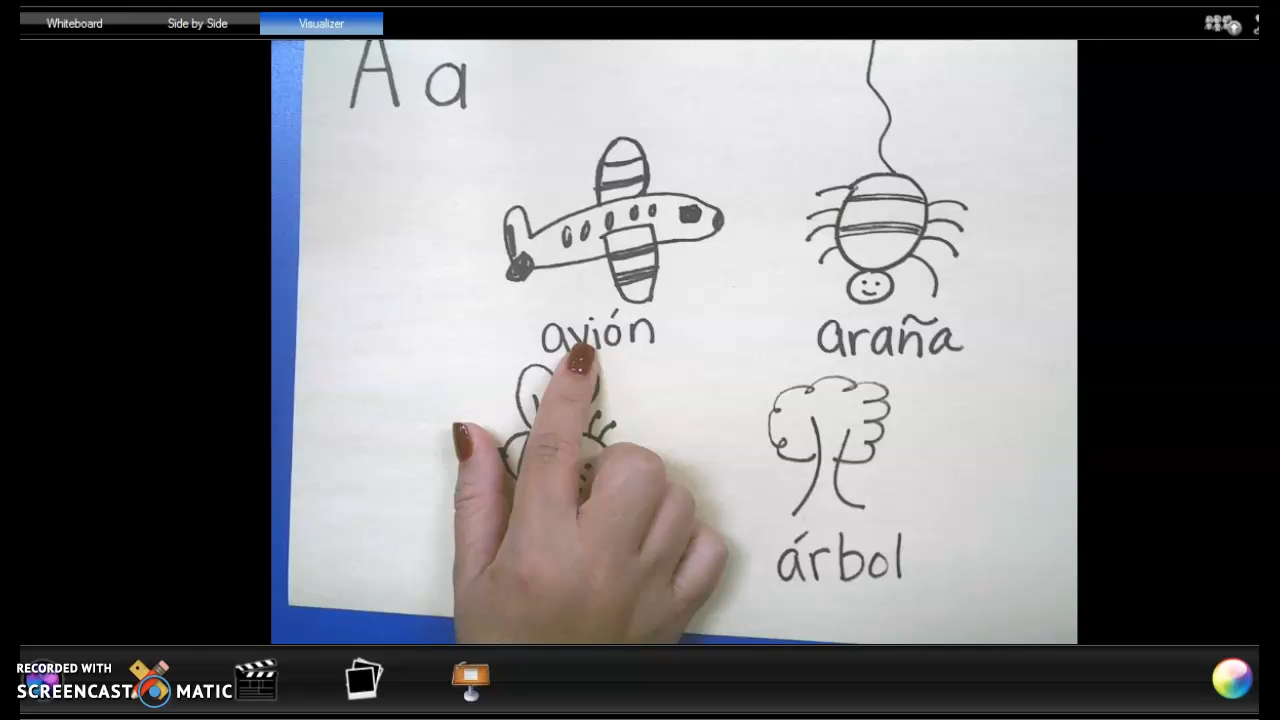 Whiteboard Side by Side Visualizer
A a
avión araña
árbol
RECORDED WITH
SCREENCAST MATIC